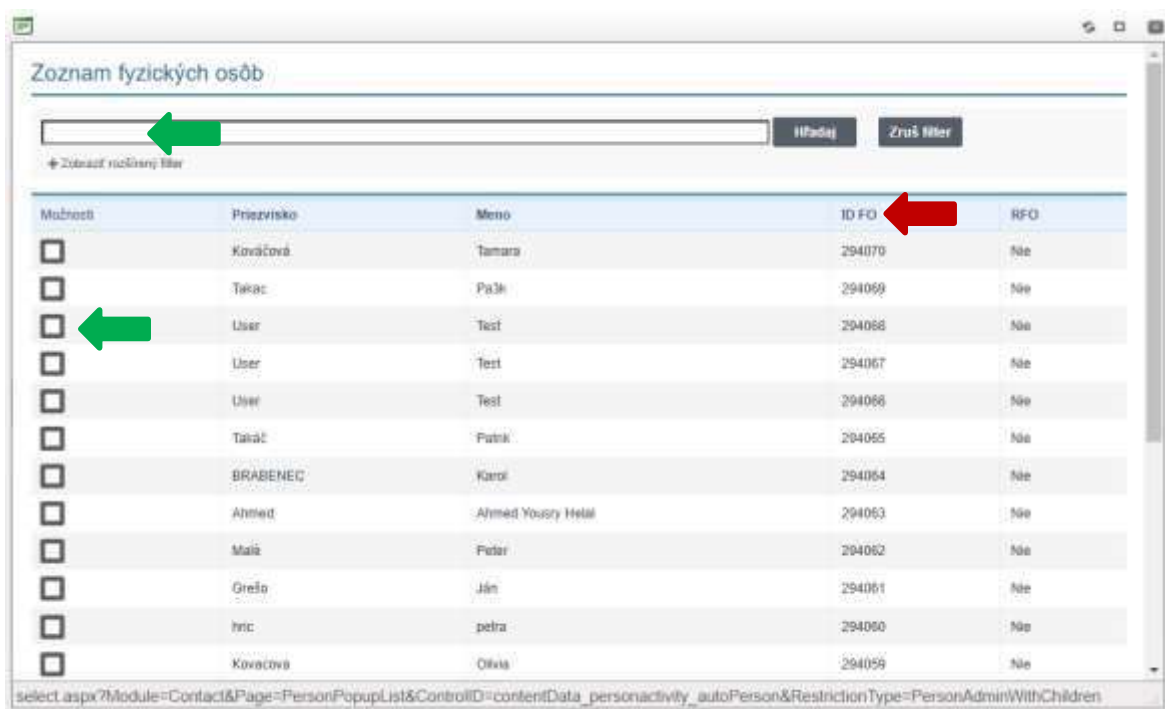 Zoznam fyzických osôb
Hľadaj Zruš filter
Zobraziť rozšírený filter
Možnosti Priezvisko Meno ID FO RFO
Kováčová Tamara 294070 Nie
Takac Nie
User Test 294068 Nie
User Test 294067 Nie
User Test 294066 Nie
Takáč Patrik 294065 Nie
BRABENEC Karol 294064 Nie
Ahmed Ahmed Yousry Helal 294063 Nie
Peter 294062 Nie
Grešo Ján 294061 Nie
hric petra 294060 Nie
Kovacova Olivia 294059 Nie
select.aspx?Module=Contact&Page=PersonPopupList&ControlID=contentData_personactivity_autoPerson&RestrictionType=PersonAdminWithChildren